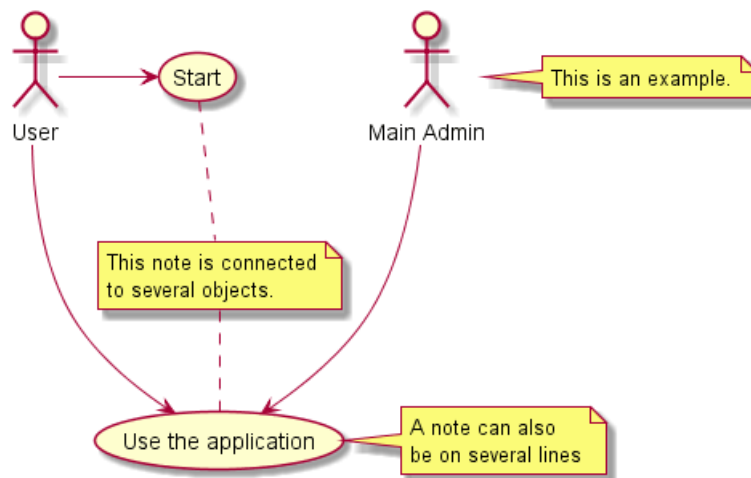 Start
This is an example.
User
Main Admin
This note is connected
to several objects.
Use the application
A note can also
be on several lines